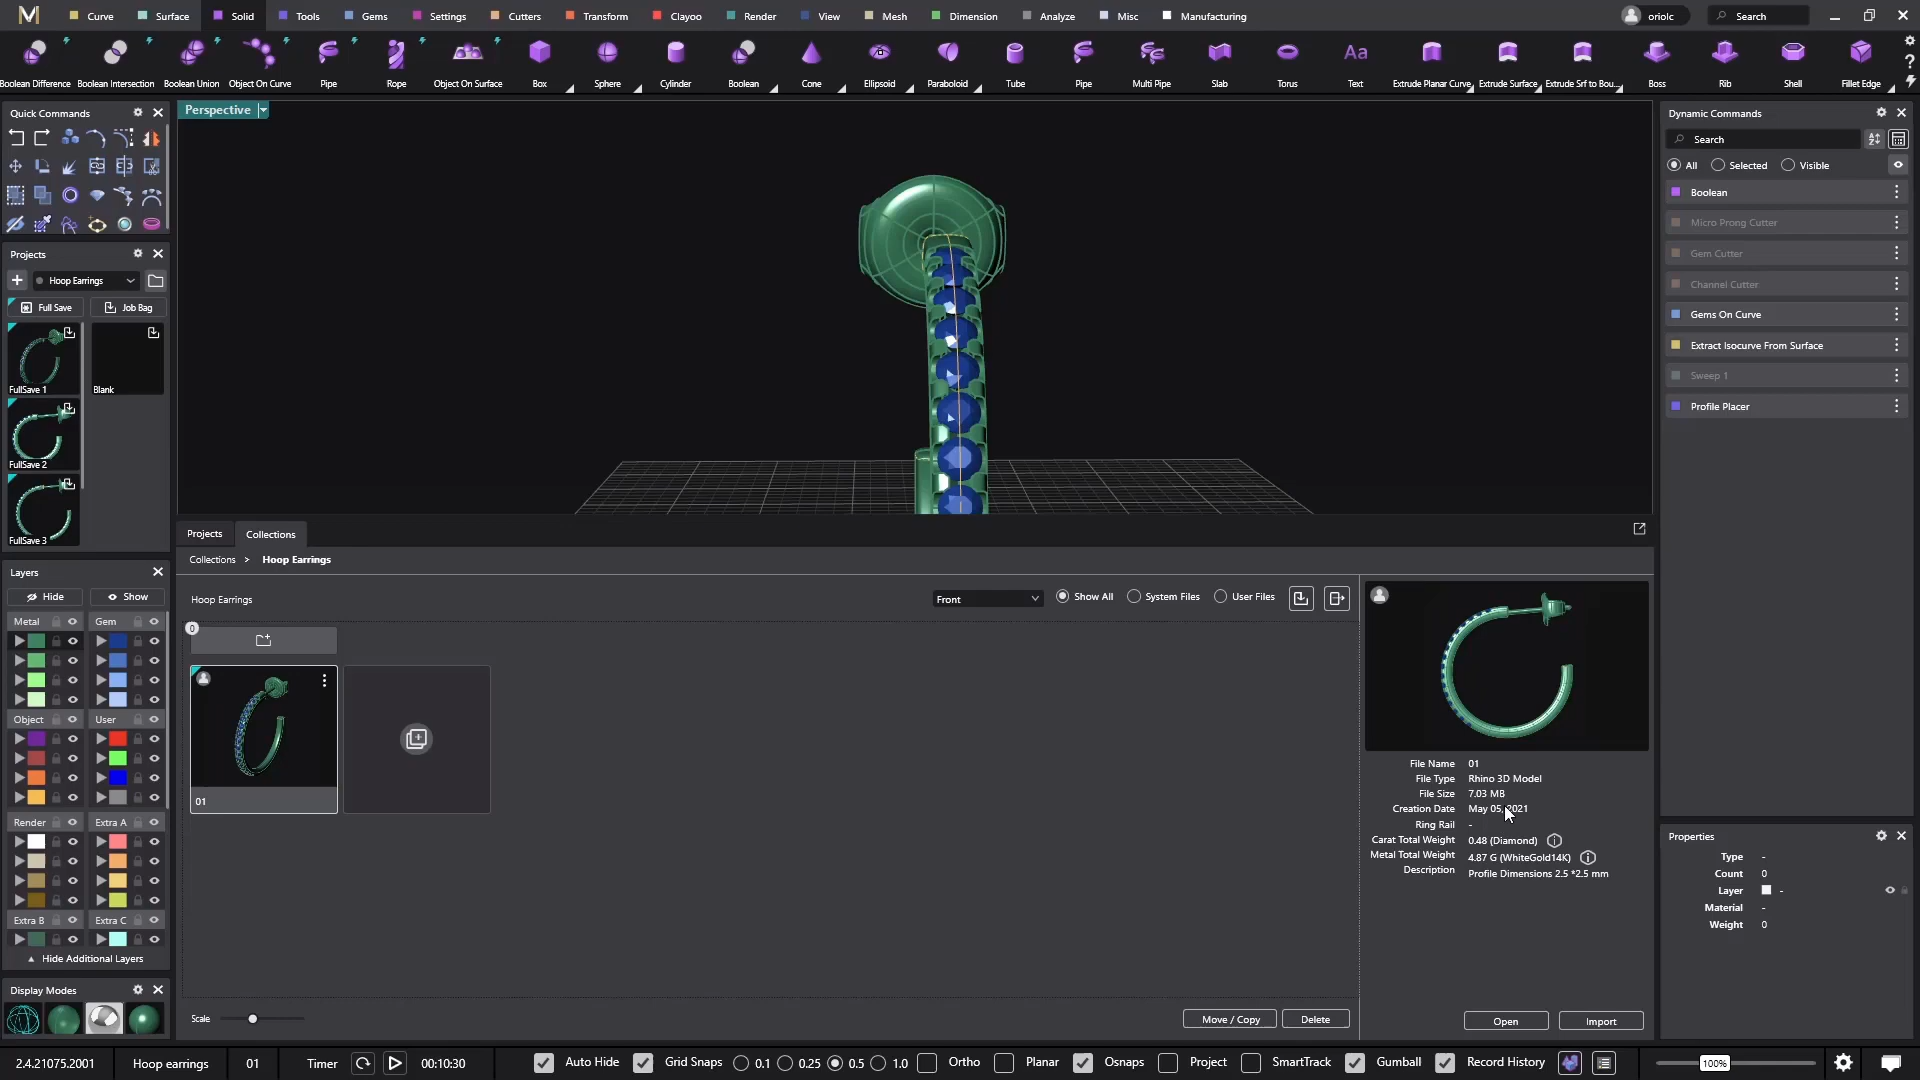 Curve Surface Solid Tools Gems Settings Cutters Transform Clayoo Render View Mesh Dimension Analyze Misc Manufacturing oriolc Search
Boolean Difference Boolean Intersection Boolean Union Object On Curve Pipe Rope Object On Surface Box Sphere Cylinder Boolean Cone Ellipsoid Paraboloid Tube Pipe Multi Pipe Slab Torus Text Extrude Planar Curve Extrude Surface Extrude Srf to Bou... Boss Rib Shell Fillet Edge
Quick Commands
Perspective
Dynamic Commands
Search
All Selected Visible
Boolean
Micro Prong Cutter
Gem Cutter
Channel Cutter
Gems On Curve
Extract Isocurve From Surface
Sweep 1
Profile Placer
Projects
Hoop Earrings
Full Save Job Bag
FullSave 1 Blank
FullSave 2
FullSave 3
Layers
Hide Show
Metal Gem
Object User
Render Extra A
Extra B Extra C
Hide Additional Layers
Display Modes
Projects Collections
Collections > Hoop Earrings
Hoop Earrings Front Show All System Files User Files
0
01
Scale Move / Copy Delete
File Name 01
File Type Rhino 3D Model
File Size 7.03 MB
Creation Date May 05, 2021
Ring Rail -
Carat Total Weight 0.48 (Diamond)
Metal Total Weight 4.87 G (WhiteGold14K)
Description Profile Dimensions 2.5 *2.5 mm
Open Import
Properties
Type -
Count 0
Layer -
Material -
Weight 0
2.4.21075.2001 Hoop earrings 01 Timer 00:10:30 Auto Hide Grid Snaps 0.1 0.25 0.5 1.0 Ortho Planar Osnaps Project SmartTrack Gumball Record History 100%